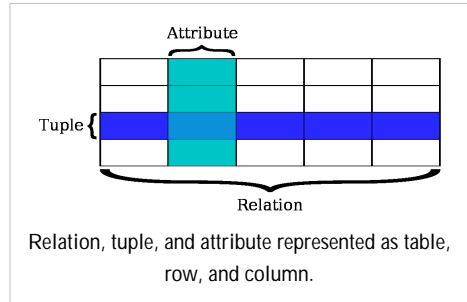 Attribute
Tuple
Relation
Relation, tuple, and attribute represented as table,
row, and column.